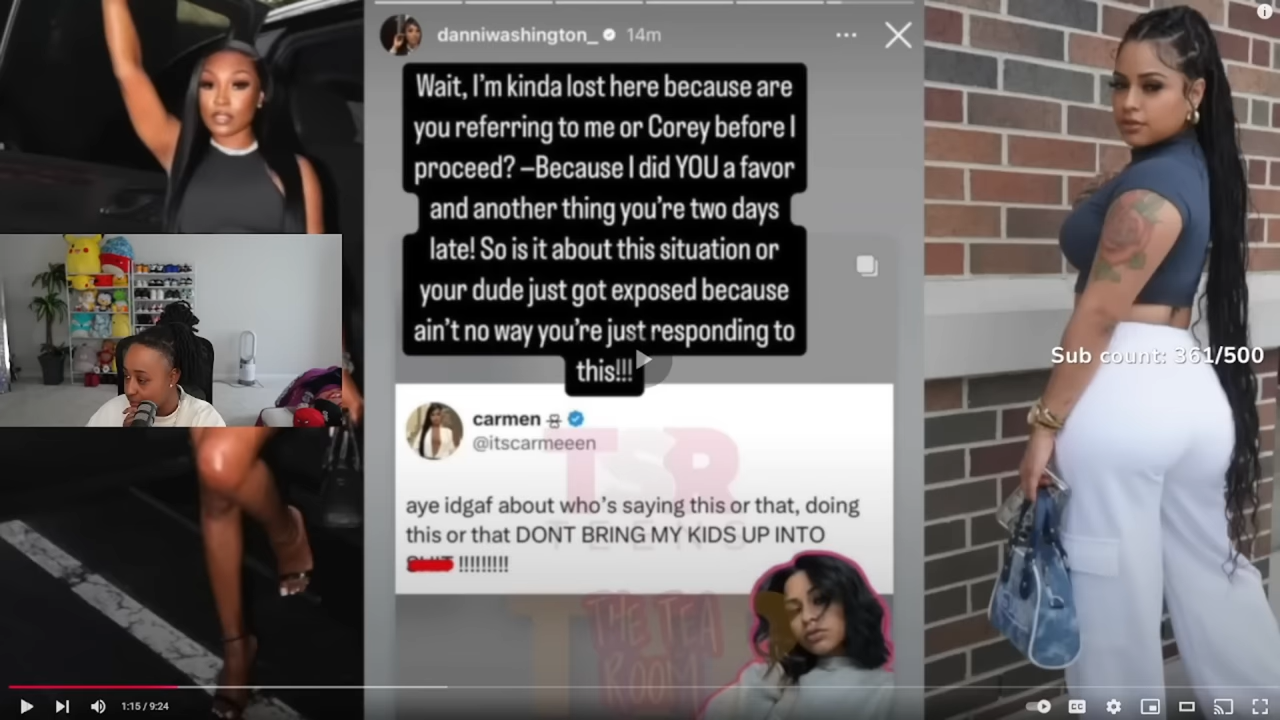 danniwashington_ 14m
Wait, I'm kinda lost here because are
you referring to me or Corey before I
proceed? –Because I did YOU a favor
and another thing you're two days
late! So is it about this situation or
your dude just got exposed because
ain't no way you're just responding to
this!!!
Sub count: 361/500
carmen
@itscarmeeen
TSR
TEENS
aye idgaf about who's saying this or that, doing
this or that DONT BRING MY KIDS UP INTO
!!!!!!!!!
THE TEA
ROOM
1:15 / 9:24
CC